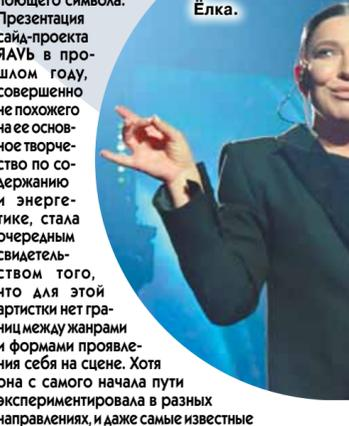 Ёлка.
поющего символа.
Презентация
сайд-проекта
ЯАVЬ в про-
шлом году,
совершенно
не похожего
на ее основ-
ное творче-
ство по со-
держанию
и энерге-
тике, стала
очередным
свидетель-
ством того,
что для этой
артистки нет гра-
ниц между жанрами
и формами проявле-
ния себя на сцене. Хотя
она с самого начала пути
экспериментировала в разных
направлениях, и даже самые известные